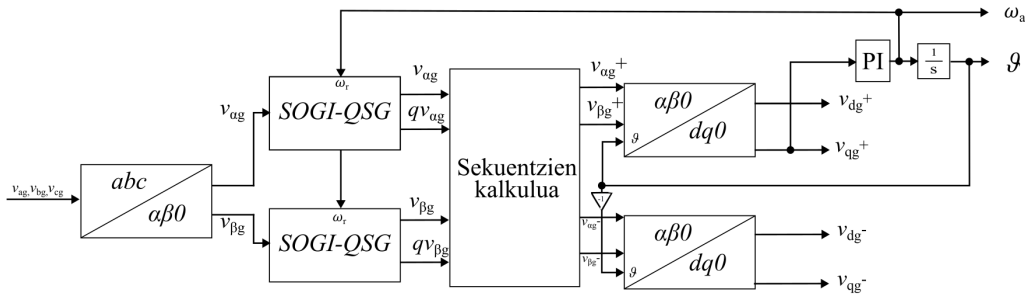 v_ag,v_bg,v_cg
abc
αβ0
v_αg
v_βg
ω_r
SOGI-QSG
v_αg
qv_αg
ω_r
SOGI-QSG
v_βg
qv_βg
Sekuentzien
kalkulua
v_αg+
v_βg+
ϑ
αβ0
dq0
v_αg-
v_βg-
-1
ϑ
αβ0
dq0
PI
1
s
ω_a
ϑ
v_dg+
v_qg+
v_dg-
v_qg-